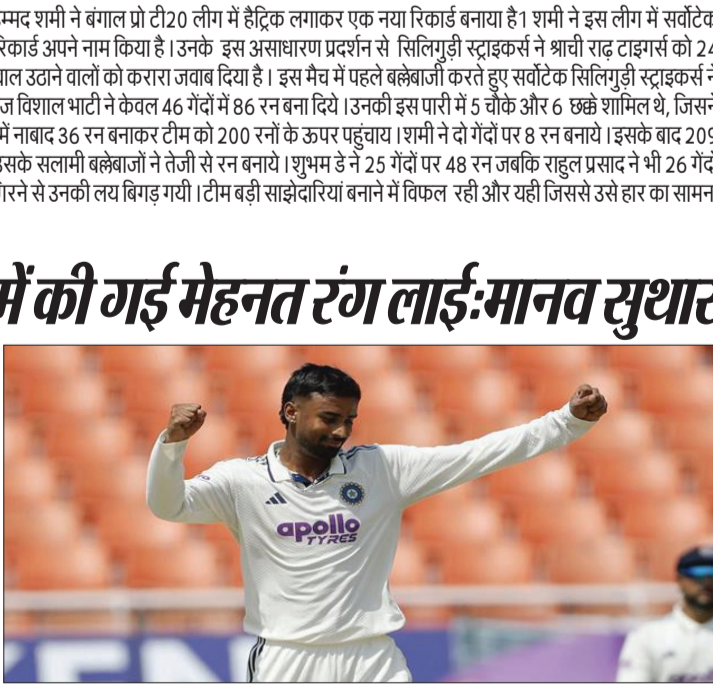 म्मद शमी ने बंगाल प्रो टी20 लीग में हैट्रिक लगाकर एक नया रिकार्ड बनाया है1 शमी ने इस लीग में सर्वोटेक
रिकार्ड अपने नाम किया है । उनके इस असाधारण प्रदर्शन से सिलिगुड़ी स्ट्राइकर्स ने श्राची राढ़ टाइगर्स को 24
वाल उठाने वालों को करारा जवाब दिया है । इस मैच में पहले बल्लेबाजी करते हुए सर्वोटेक सिलिगुड़ी स्ट्राइकर्स ने
ज विशाल भाटी ने केवल 46 गेंदों में 86 रन बना दिये । उनकी इस पारी में 5 चौके और 6 छक्के शामिल थे, जिसने
में नाबाद 36 रन बनाकर टीम को 200 रनों के ऊपर पहुंचाय । शमी ने दो गेंदों पर 8 रन बनाये । इसके बाद 209
उसके सलामी बल्लेबाजों ने तेजी से रन बनाये । शुभम डे ने 25 गेंदों पर 48 रन जबकि राहुल प्रसाद ने भी 26 गेंदों
गिरने से उनकी लय बिगड़ गयी । टीम बड़ी साझेदारियां बनाने में विफल रही और यही जिससे उसे हार का सामन
में की गई मेहनत रंग लाई:मानव सुथार
apollo
TYRES